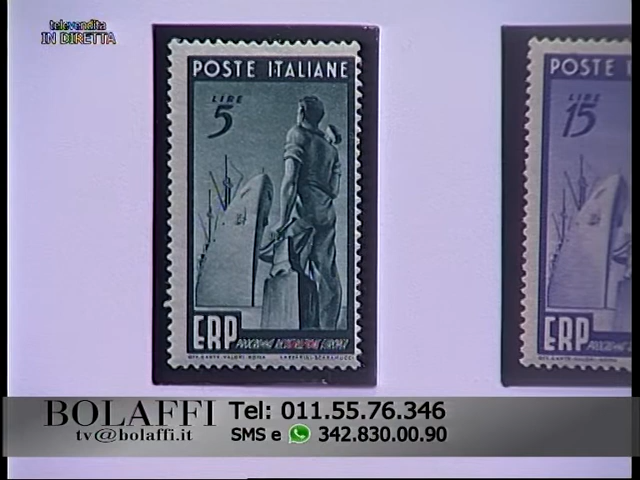 televendita
IN DIRETTA
POSTE ITALIANE
LIRE
5
ERP
POSTE I
LIRE
15
ERP
BOLAFFI
tv@bolaffi.it
Tel: 011.55.76.346
SMS e 342.830.00.90